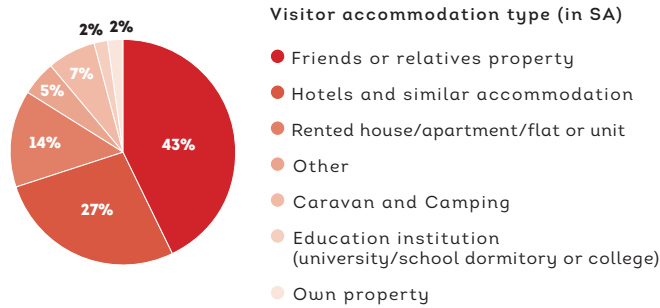 Visitor accommodation type (in SA)
2% 2%
7%
5%
14%
43%
27%
Friends or relatives property
Hotels and similar accommodation
Rented house/apartment/flat or unit
Other
Caravan and Camping
Education institution
(university/school dormitory or college)
Own property